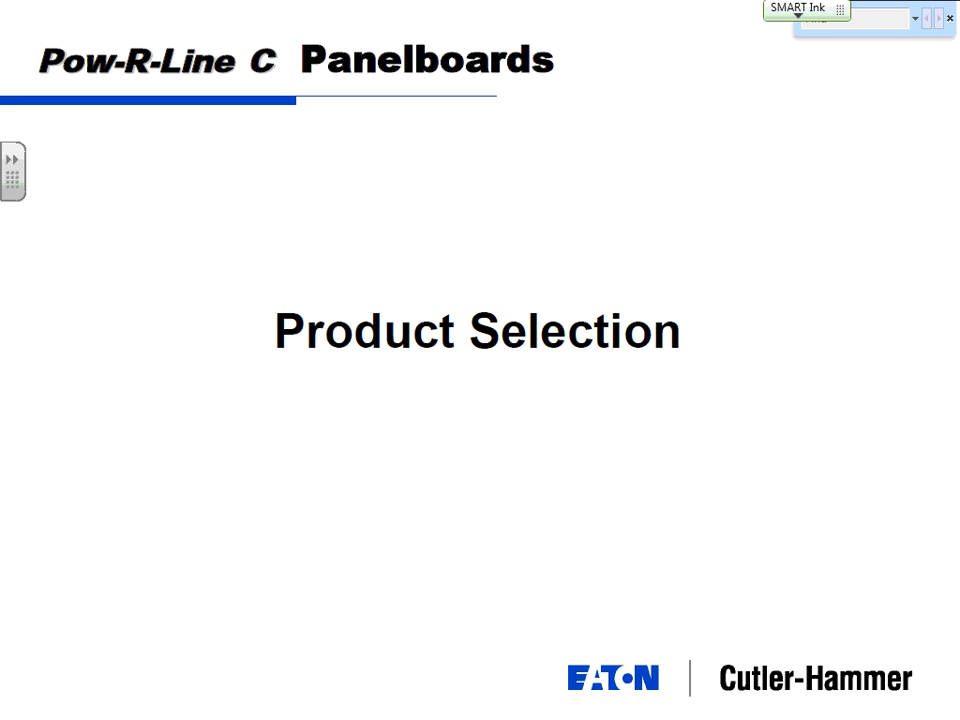 SMART Ink
Pow-R-Line C Panelboards
Product Selection
EATON | Cutler-Hammer